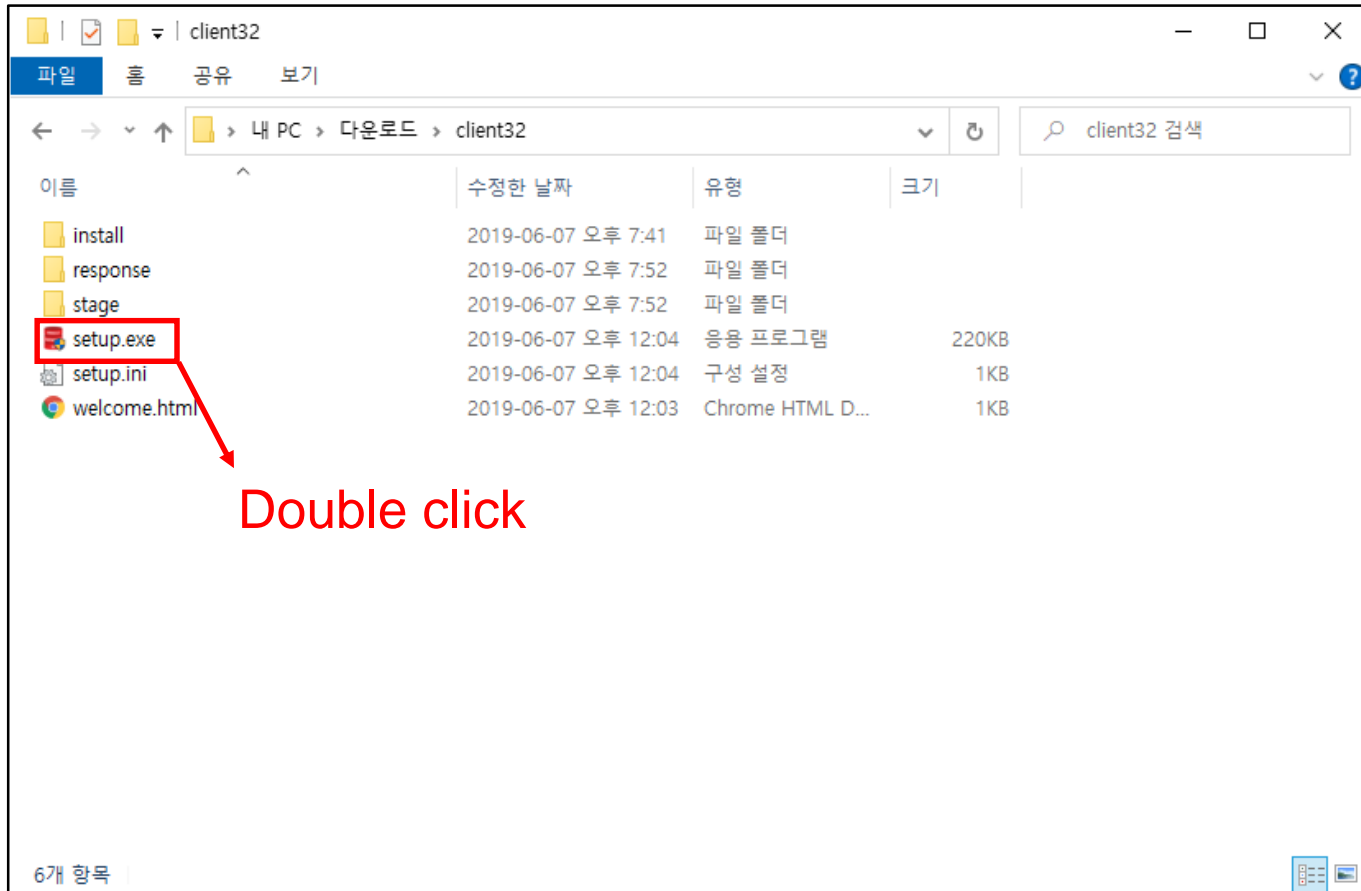 client32
파일 홈 공유 보기
내 PC > 다운로드 > client32 client32 검색
이름 수정한 날짜 유형 크기
install 2019-06-07 오후 7:41 파일 폴더
response 2019-06-07 오후 7:52 파일 폴더
stage 2019-06-07 오후 7:52 파일 폴더
setup.exe 2019-06-07 오후 12:04 응용 프로그램 220KB
setup.ini 2019-06-07 오후 12:04 구성 설정 1KB
welcome.html 2019-06-07 오후 12:03 Chrome HTML D... 1KB
Double click
6개 항목